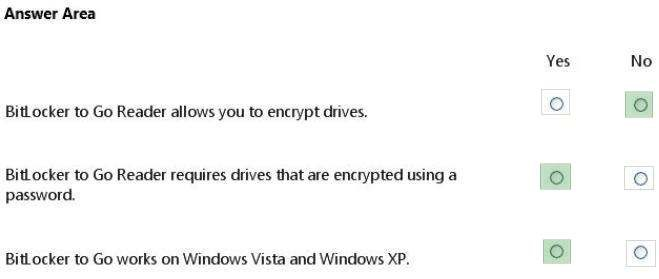 Answer Area
Yes No
BitLocker to Go Reader allows you to encrypt drives.
BitLocker to Go Reader requires drives that are encrypted using a
password.
BitLocker to Go works on Windows Vista and Windows XP.